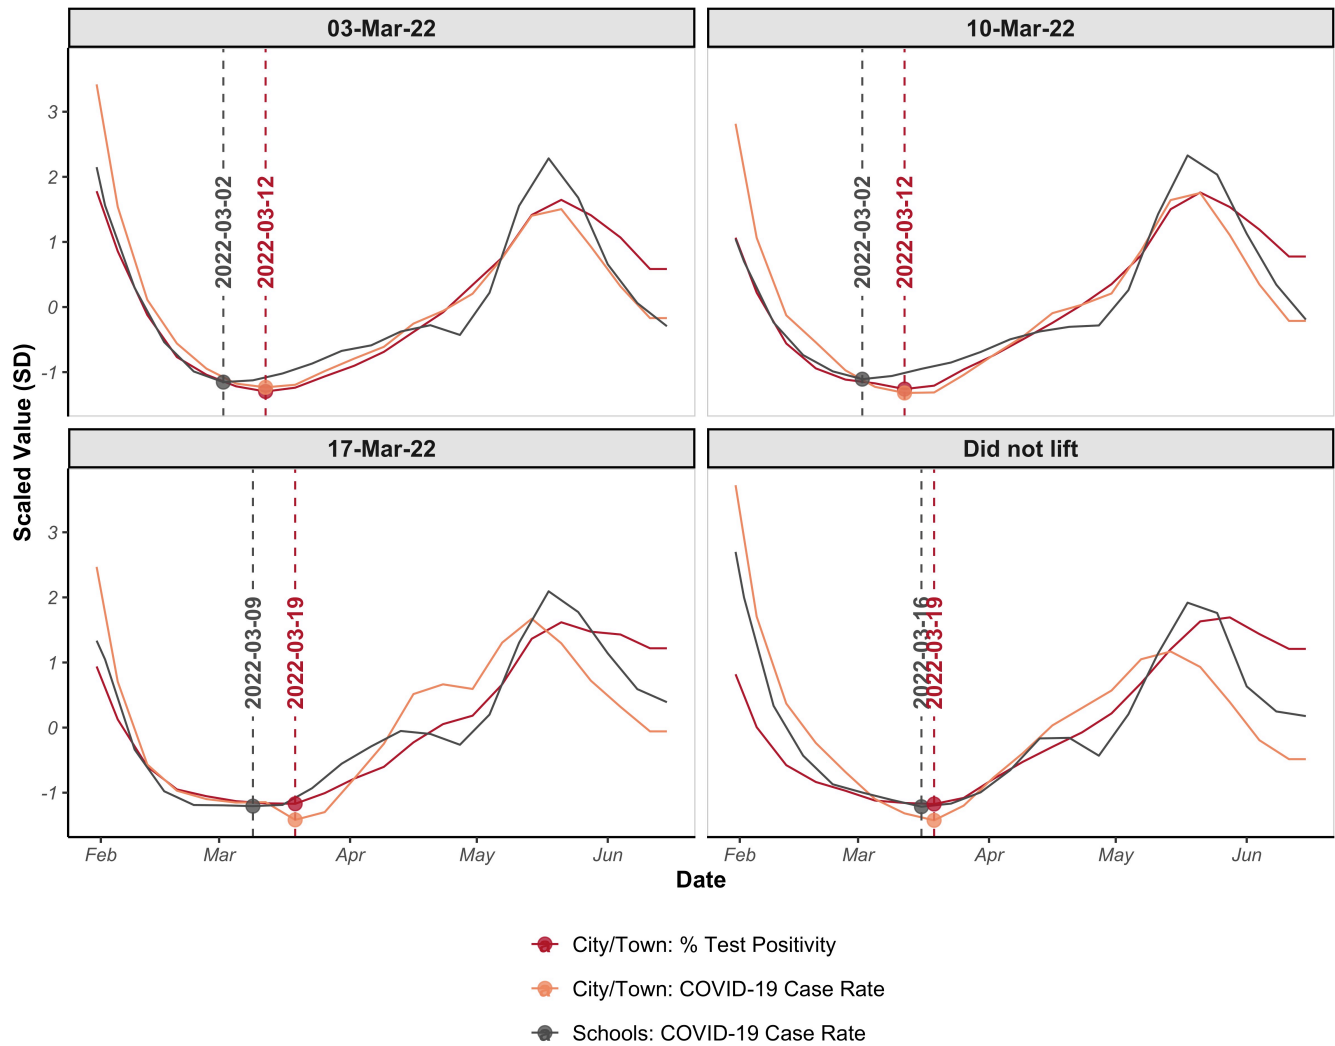 03-Mar-22
10-Mar-22
3
2
1
0
-1
2022-03-02
2022-03-12
2022-03-02
2022-03-12
17-Mar-22
Did not lift
3
2
1
0
-1
2022-03-09
2022-03-19
2022-03-16
2022-03-19
Scaled Value (SD)
Feb Mar Apr May Jun
Feb Mar Apr May Jun
Date
City/Town: % Test Positivity
City/Town: COVID-19 Case Rate
Schools: COVID-19 Case Rate